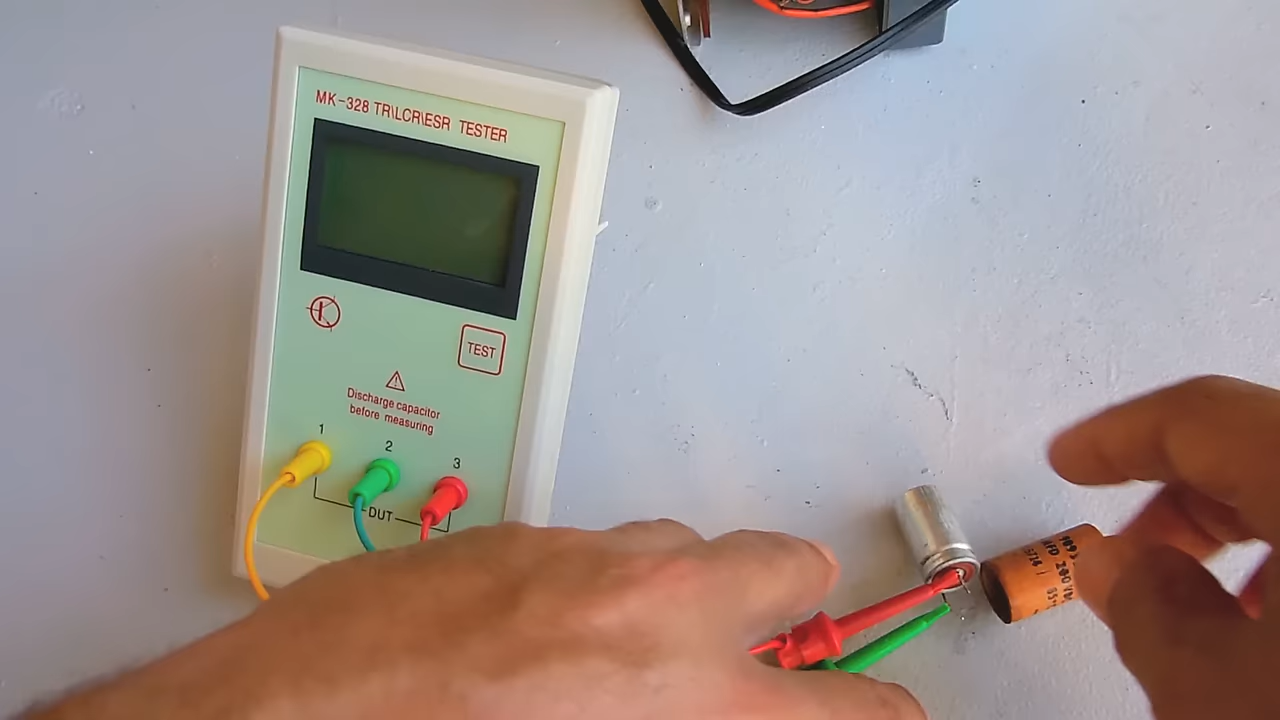 MK-328 TR\LCR\ESR TESTER
TEST
Discharge capacitor
before measuring
1
2
3
DUT